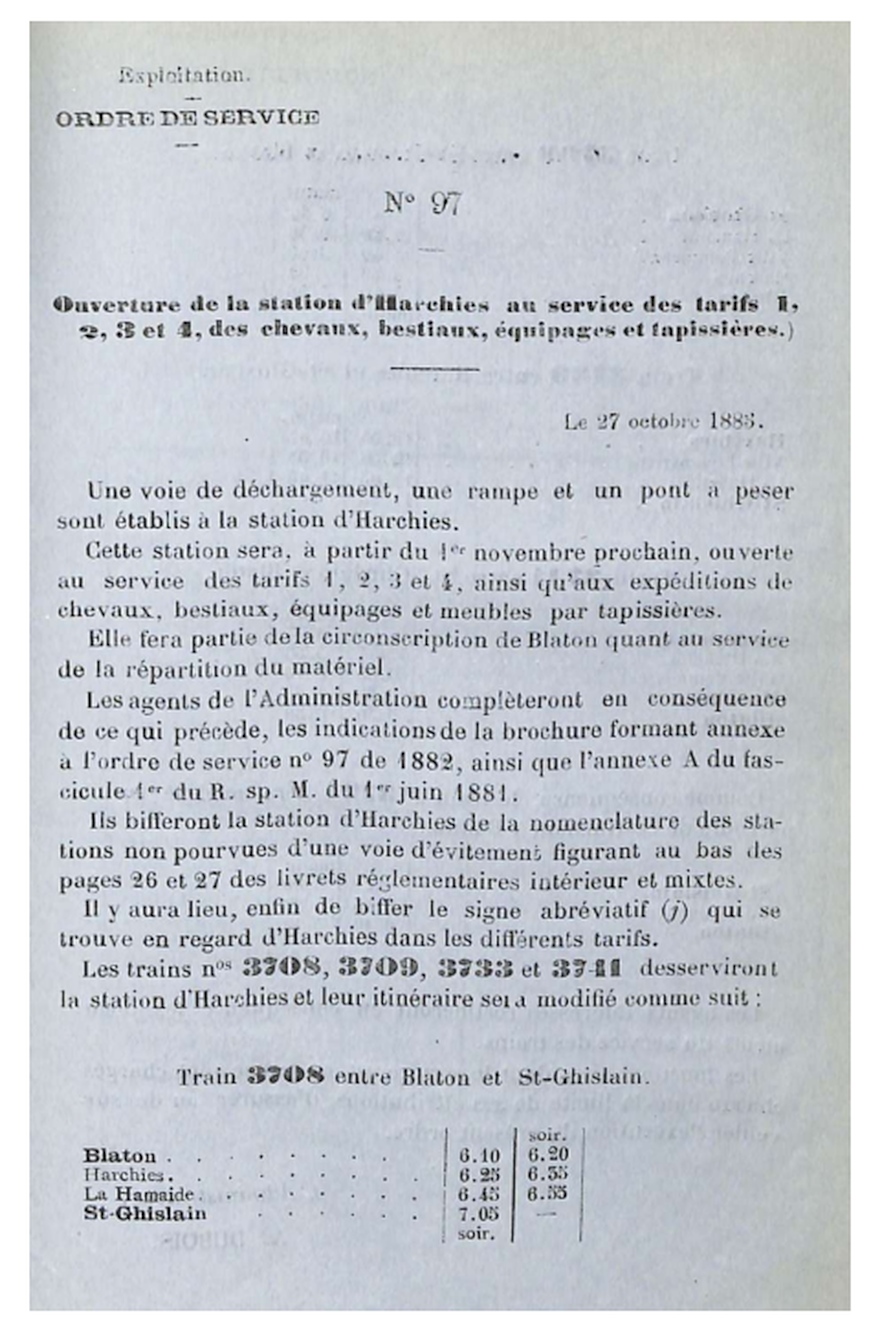 Exploitation.
ORDRE DE SERVICE
N° 97
Ouverture de la station d'Harchies au service des tarifs 1,
2, 3 et 4, des chevaux, bestiaux, équipages et tapissières.)
Le 27 octobre 1883.
Une voie de déchargement, une rampe et un pont à peser
sont établis à la station d'Harchies.
Cette station sera, à partir du 1er novembre prochain, ouverte
au service des tarifs 1, 2, 3 et 4, ainsi qu'aux expéditions de
chevaux, bestiaux, équipages et meubles par tapissières.
Elle fera partie de la circonscription de Blaton quant au service
de la répartition du matériel.
Les agents de l'Administration complèteront en conséquence
de ce qui précède, les indications de la brochure formant annexe
à l'ordre de service n° 97 de 1882, ainsi que l'annexe A du fas-
cicule 1er du R. sp. M. du 1er juin 1881.
Ils bifferont la station d'Harchies de la nomenclature des sta-
tions non pourvues d'une voie d'évitement figurant au bas des
pages 26 et 27 des livrets réglementaires intérieur et mixtes.
Il y aura lieu, enfin de biffer le signe abréviatif (j) qui se
trouve en regard d'Harchies dans les différents tarifs.
Les trains nos 3708, 3709, 3733 et 3741 desserviront
la station d'Harchies et leur itinéraire sera modifié comme suit :
Train 3708 entre Blaton et St-Ghislain.
soir.
Blaton . . . . . . . 6.10 6.20
Harchies . . . . . . . 6.25 6.35
La Hamaide . . . . . . . 6.45 6.55
St-Ghislain . . . . . 7.05 —
soir.